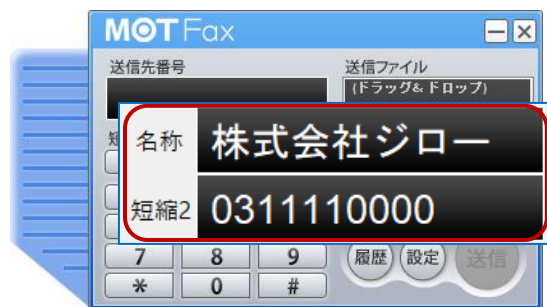 MOT Fax
送信先番号
送信ファイル
(ドラッグ& ドロップ)
名称 株式会社ジロー
短縮2 0311110000
7 8 9
履歴 設定 送信
* 0 #